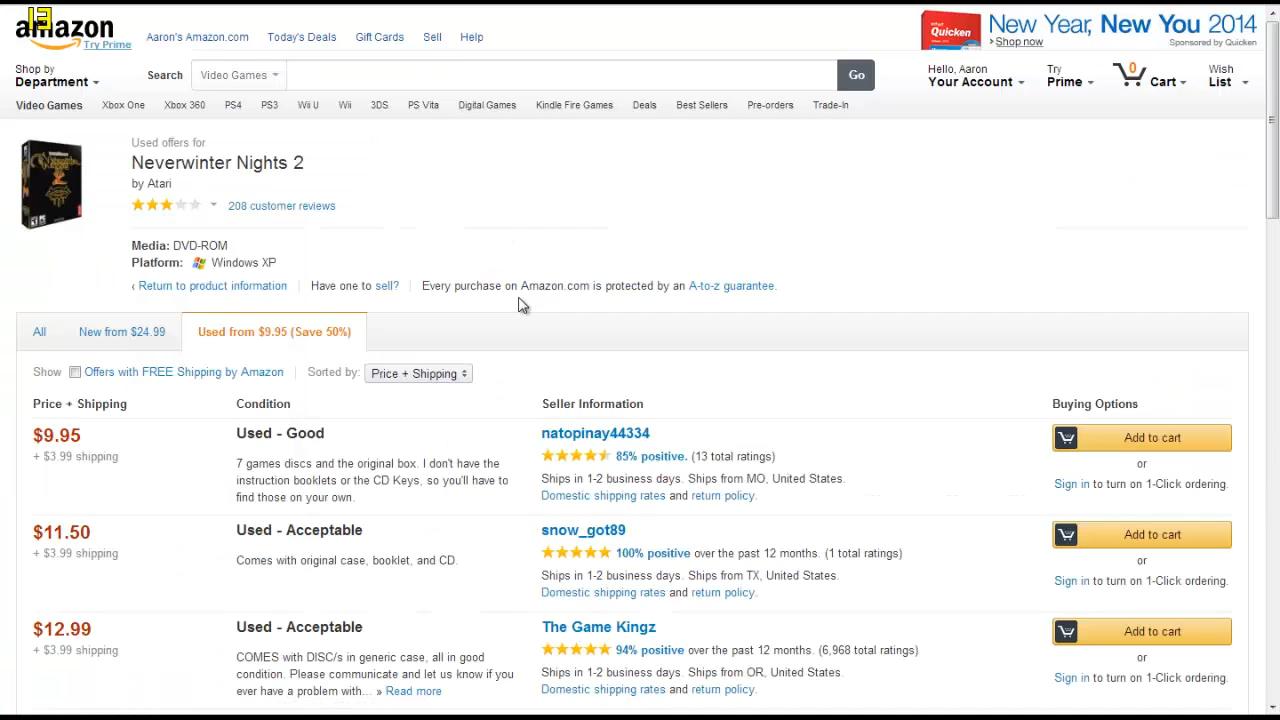 13
amazon
Try Prime
Aaron's Amazon.com Today's Deals Gift Cards Sell Help
Quicken
New Year, New You 2014
Shop now
Sponsored by Quicken
Shop by
Department
Search Video Games Go
Hello, Aaron
Your Account
Try
Prime
0
Cart
Wish
List
Video Games Xbox One Xbox 360 PS4 PS3 Wii U Wii 3DS PS Vita Digital Games Kindle Fire Games Deals Best Sellers Pre-orders Trade-In
Used offers for
Neverwinter Nights 2
by Atari
208 customer reviews
Media: DVD-ROM
Platform: Windows XP
‹ Return to product information | Have one to sell? | Every purchase on Amazon.com is protected by an A-to-z guarantee.
All New from $24.99 Used from $9.95 (Save 50%)
Show Offers with FREE Shipping by Amazon | Sorted by: Price + Shipping
Price + Shipping Condition Seller Information Buying Options
$9.95
+ $3.99 shipping
Used - Good
7 games discs and the original box. I don't have the
instruction booklets or the CD Keys, so you'll have to
find those on your own.
natopinay44334
85% positive. (13 total ratings)
Ships in 1-2 business days. Ships from MO, United States.
Domestic shipping rates and return policy.
Add to cart
or
Sign in to turn on 1-Click ordering.
$11.50
+ $3.99 shipping
Used - Acceptable
Comes with original case, booklet, and CD.
snow_got89
100% positive over the past 12 months. (1 total ratings)
Ships in 1-2 business days. Ships from TX, United States.
Domestic shipping rates and return policy.
Add to cart
or
Sign in to turn on 1-Click ordering.
$12.99
+ $3.99 shipping
Used - Acceptable
COMES with DISC/s in generic case, all in good
condition. Please communicate and let us know if you
ever have a problem with... » Read more
The Game Kingz
94% positive over the past 12 months. (6,968 total ratings)
Ships in 1-2 business days. Ships from OR, United States.
Domestic shipping rates and return policy.
Add to cart
or
Sign in to turn on 1-Click ordering.